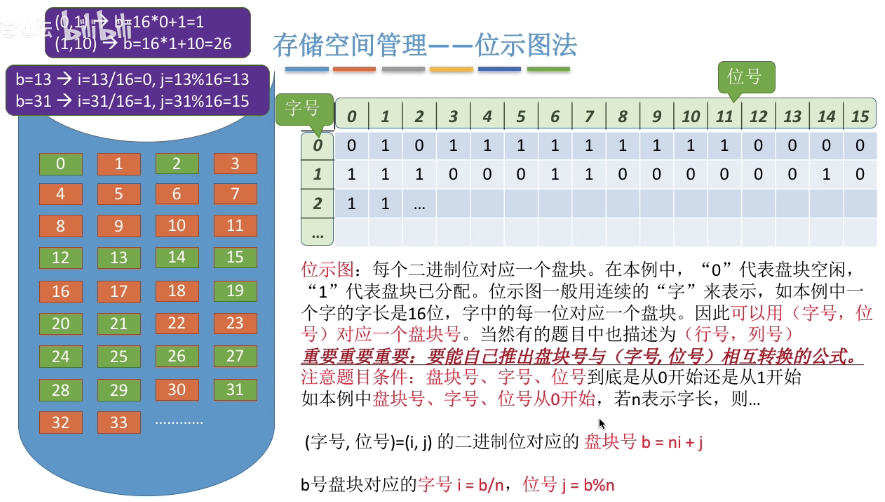 (0,1) → b=16*0+1=1
(1,10) → b=16*1+10=26
bilibili
存储空间管理——位示图法
b=13 → i=13/16=0, j=13%16=13
b=31 → i=31/16=1, j=31%16=15
位号
字号
0 1 2 3 4 5 6 7 8 9 10 11 12 13 14 15
0 0 1 0 1 1 1 1 1 1 1 1 1 0 0 0 0
1 1 1 1 0 0 0 1 1 0 0 0 0 0 0 1 0
2 1 1 …
…
0 1 2 3
4 5 6 7
8 9 10 11
12 13 14 15
16 17 18 19
20 21 22 23
24 25 26 27
28 29 30 31
32 33 …………
位示图：每个二进制位对应一个盘块。在本例中，“0”代表盘块空闲，
“1”代表盘块已分配。位示图一般用连续的“字”来表示，如本例中一
个字的字长是16位，字中的每一位对应一个盘块。因此可以用（字号，位
号）对应一个盘块号。当然有的题目中也描述为（行号，列号）
重要重要重要：要能自己推出盘块号与（字号, 位号）相互转换的公式。
注意题目条件：盘块号、字号、位号到底是从0开始还是从1开始
如本例中盘块号、字号、位号从0开始，若n表示字长，则…
(字号, 位号)=(i, j) 的二进制位对应的 盘块号 b = ni + j
b号盘块对应的字号 i = b/n，位号 j = b%n